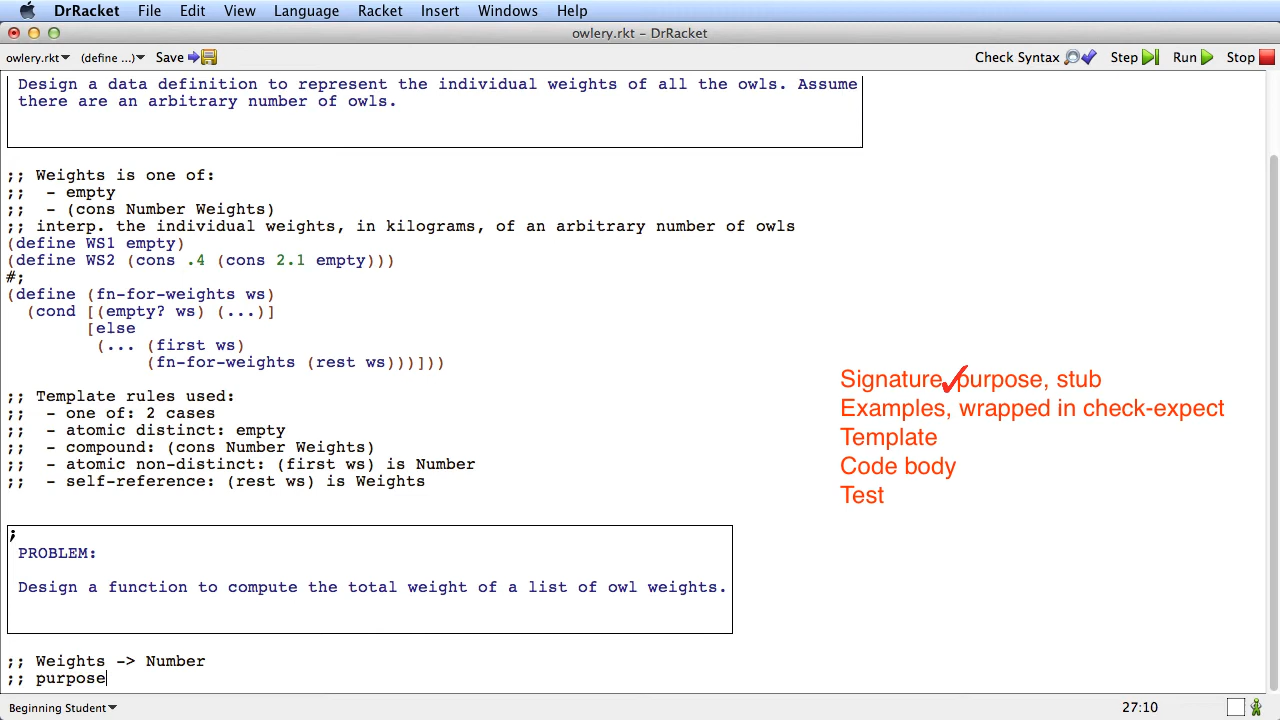 DrRacket File Edit View Language Racket Insert Windows Help
owlery.rkt – DrRacket
owlery.rkt (define ...) Save Check Syntax Step Run Stop
Design a data definition to represent the individual weights of all the owls. Assume
there are an arbitrary number of owls.
;; Weights is one of:
;;  - empty
;;  - (cons Number Weights)
;; interp. the individual weights, in kilograms, of an arbitrary number of owls
(define WS1 empty)
(define WS2 (cons .4 (cons 2.1 empty)))
#;
(define (fn-for-weights ws)
  (cond [(empty? ws) (...)]
        [else
         (... (first ws)
              (fn-for-weights (rest ws)))]))
;; Template rules used:
;;  - one of: 2 cases
;;  - atomic distinct: empty
;;  - compound: (cons Number Weights)
;;  - atomic non-distinct: (first ws) is Number
;;  - self-reference: (rest ws) is Weights
Signature, purpose, stub
Examples, wrapped in check-expect
Template
Code body
Test
;
PROBLEM:
Design a function to compute the total weight of a list of owl weights.
;; Weights -> Number
;; purpose
Beginning Student 27:10